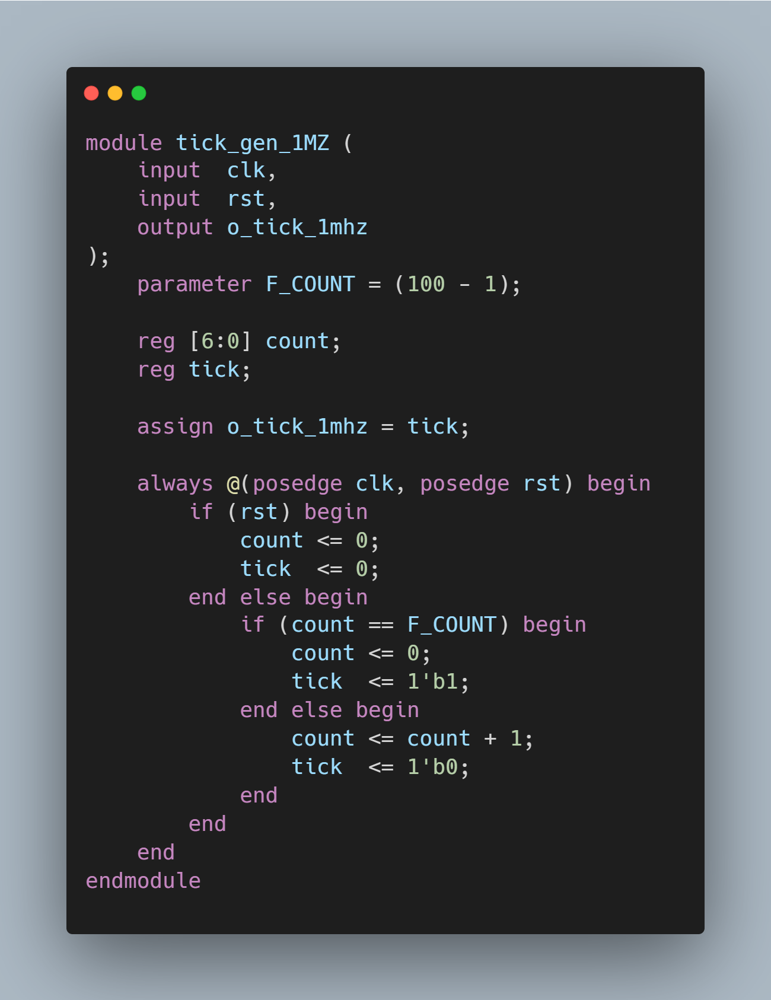 module tick_gen_1MZ (
    input  clk,
    input  rst,
    output o_tick_1mhz
);
    parameter F_COUNT = (100 - 1);

    reg [6:0] count;
    reg tick;

    assign o_tick_1mhz = tick;

    always @(posedge clk, posedge rst) begin
        if (rst) begin
            count <= 0;
            tick  <= 0;
        end else begin
            if (count == F_COUNT) begin
                count <= 0;
                tick  <= 1'b1;
            end else begin
                count <= count + 1;
                tick  <= 1'b0;
            end
        end
    end
endmodule